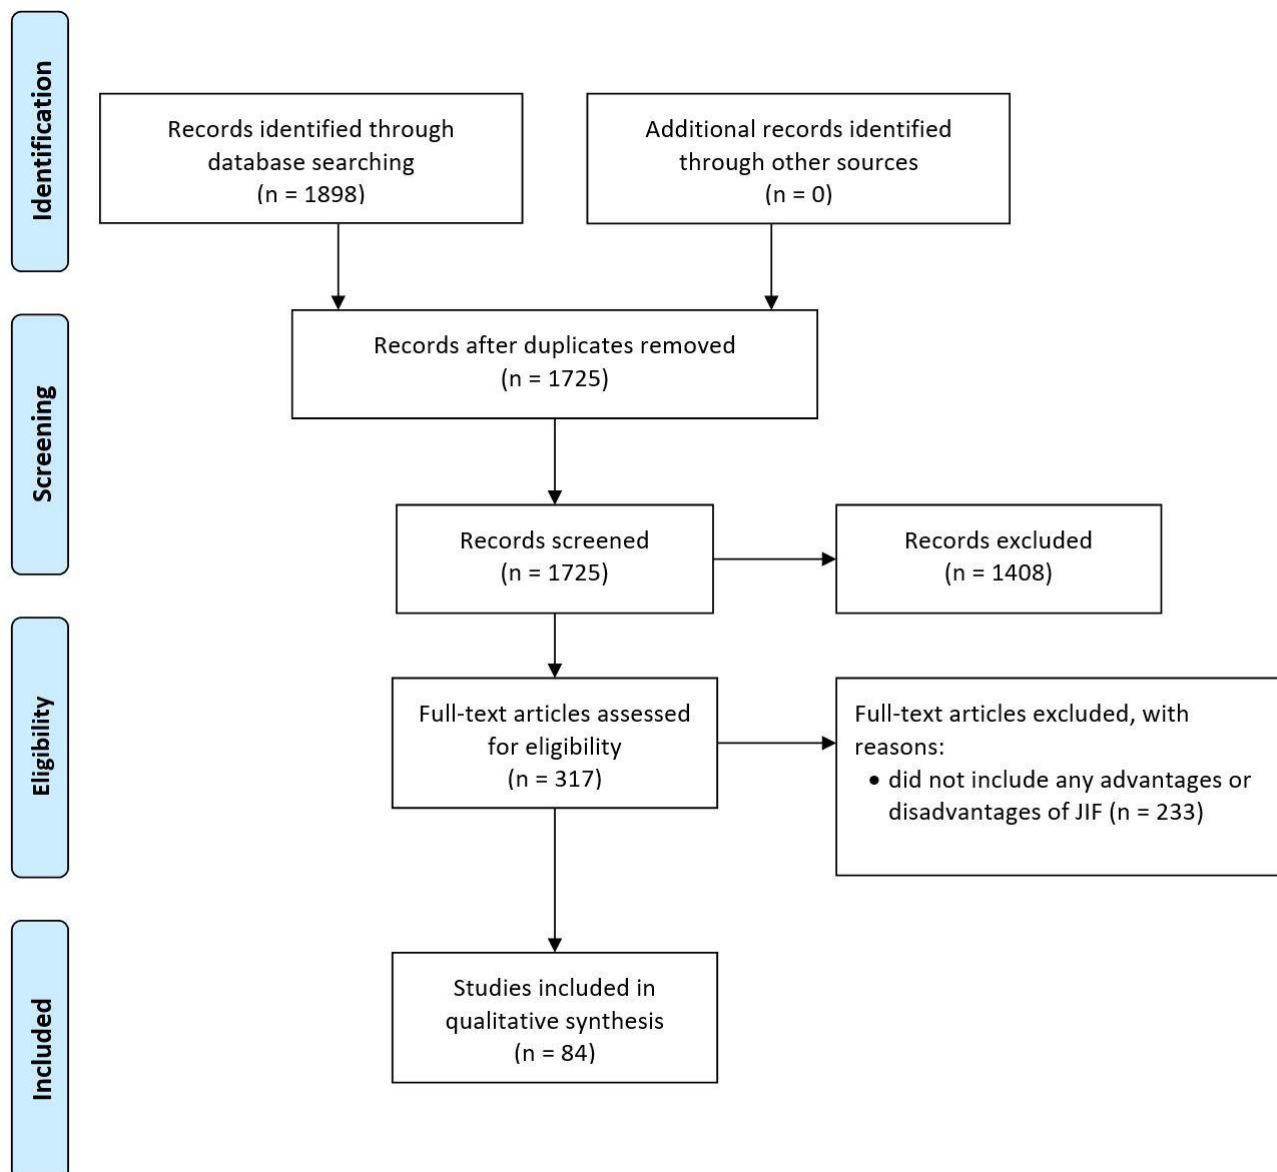 Identification
Records identified through
database searching
(n = 1898)
Additional records identified
through other sources
(n = 0)
Screening
Records after duplicates removed
(n = 1725)
Records screened
(n = 1725)
Records excluded
(n = 1408)
Eligibility
Full-text articles assessed
for eligibility
(n = 317)
Full-text articles excluded, with
reasons:
• did not include any advantages or
disadvantages of JIF (n = 233)
Included
Studies included in
qualitative synthesis
(n = 84)